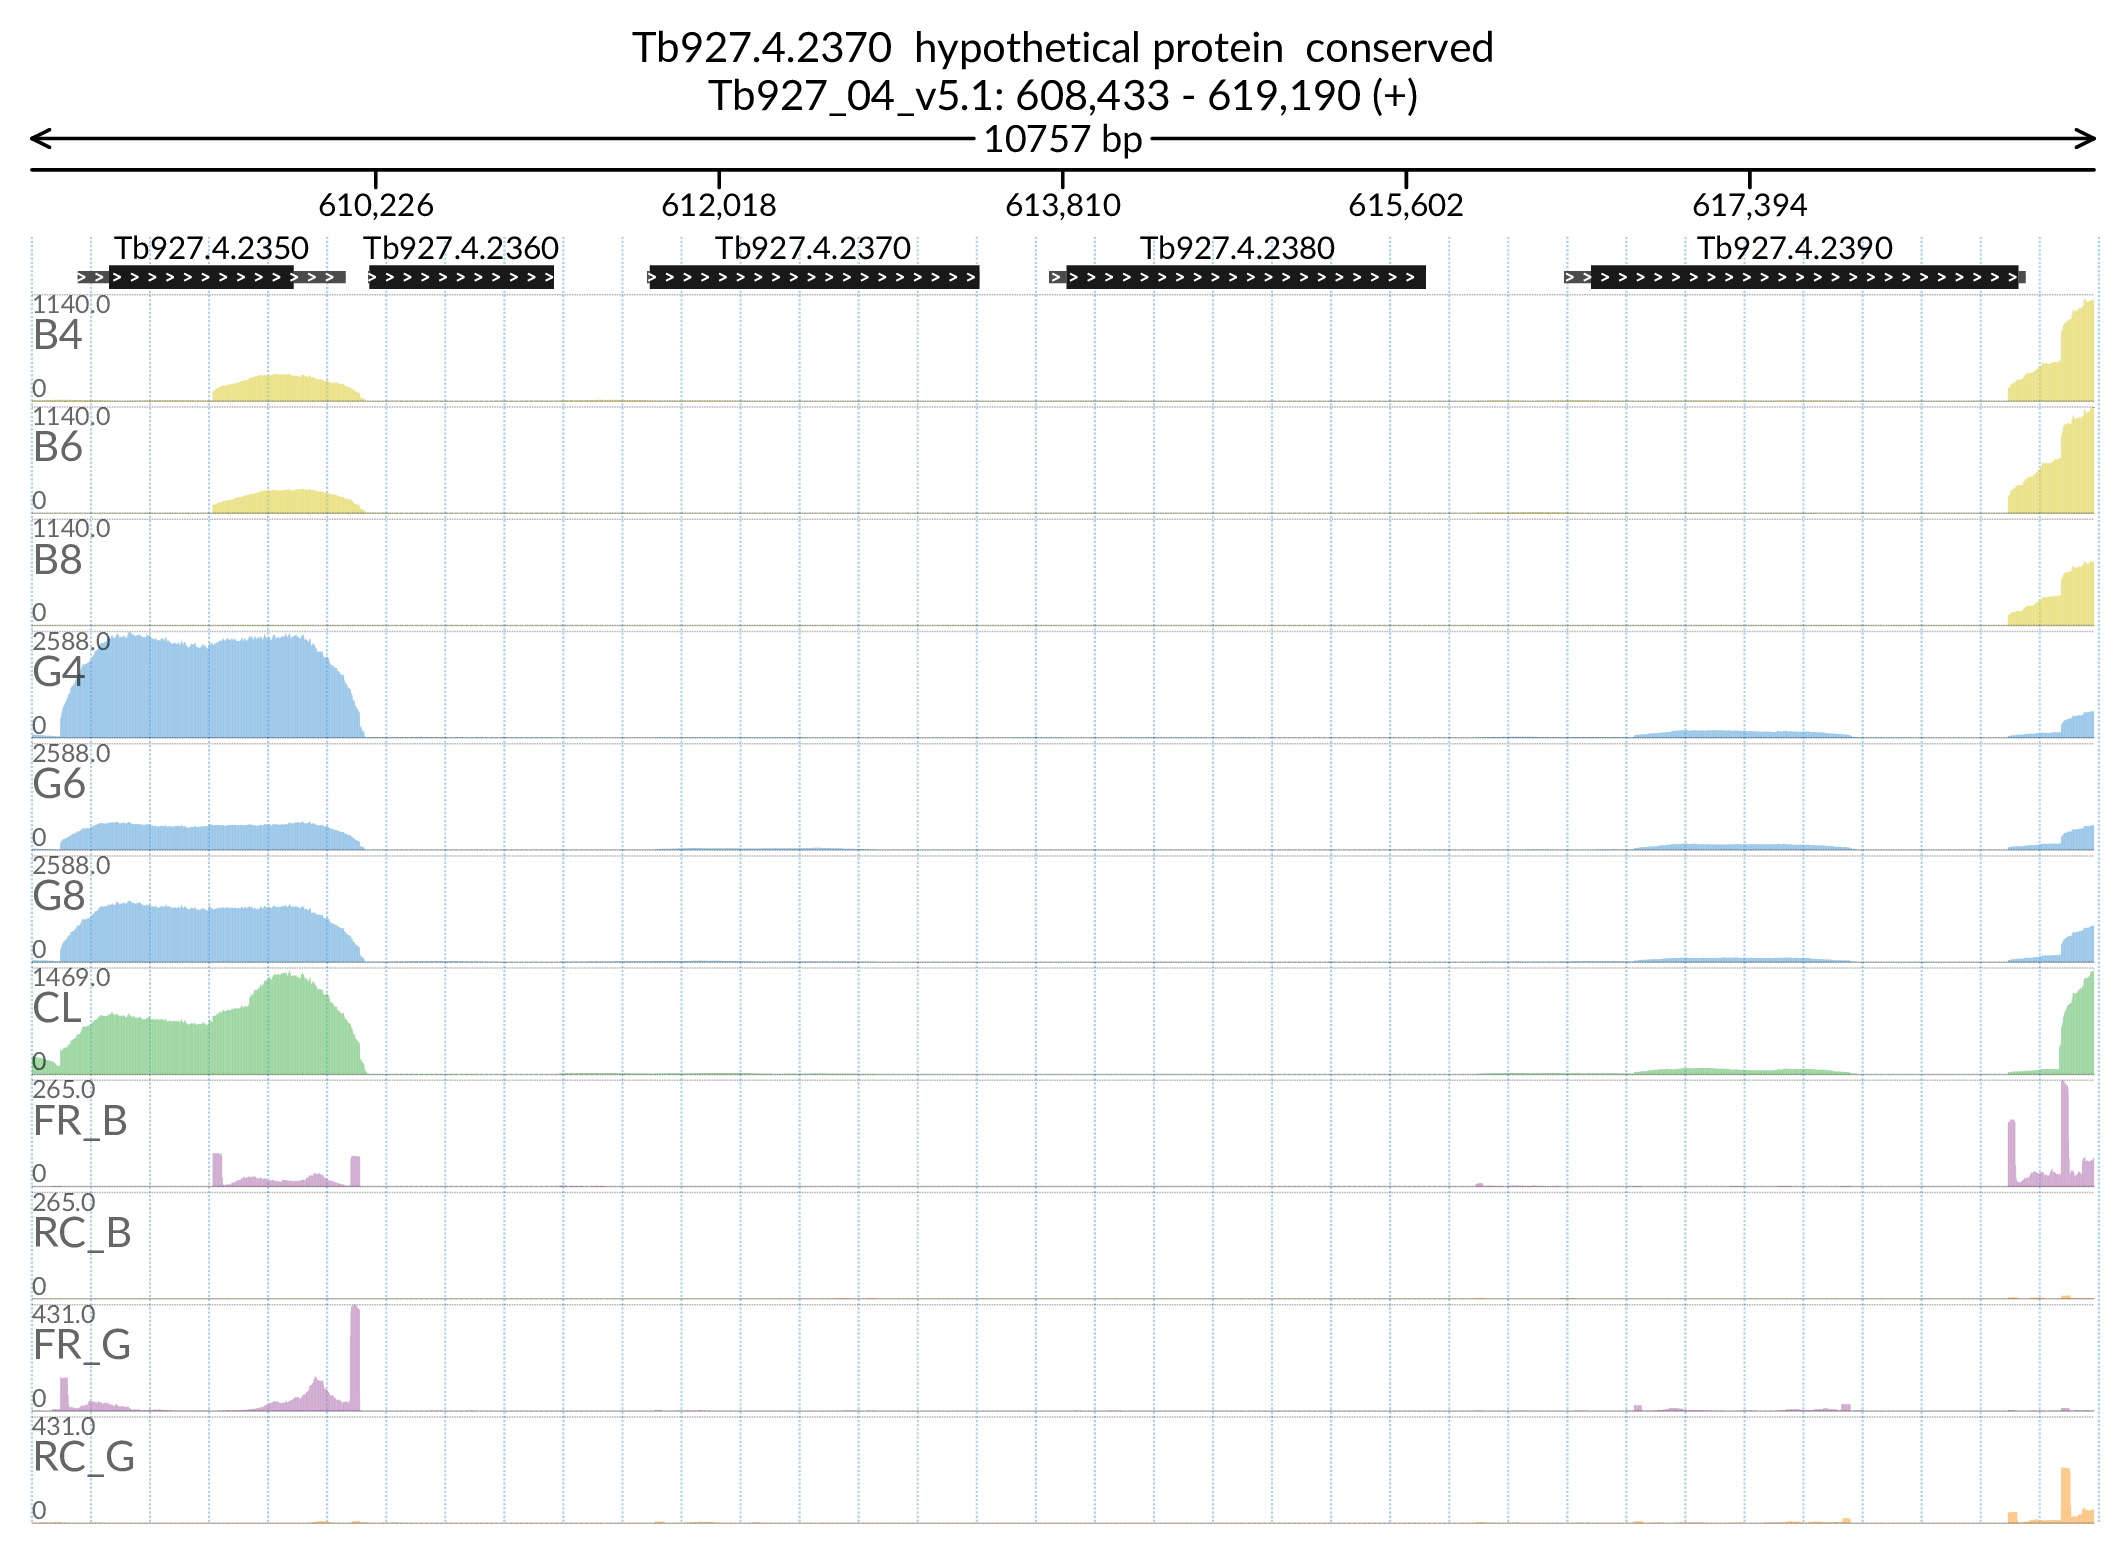 Tb927.4.2370  hypothetical protein  conserved
Tb927_04_v5.1: 608,433 - 619,190 (+)
10757 bp
610,226 612,018 613,810 615,602 617,394
Tb927.4.2350 Tb927.4.2360 Tb927.4.2370 Tb927.4.2380 Tb927.4.2390
1140.0
B4
0
1140.0
B6
0
1140.0
B8
0
2588.0
G4
0
2588.0
G6
0
2588.0
G8
0
1469.0
CL
0
265.0
FR_B
0
265.0
RC_B
0
431.0
FR_G
0
431.0
RC_G
0